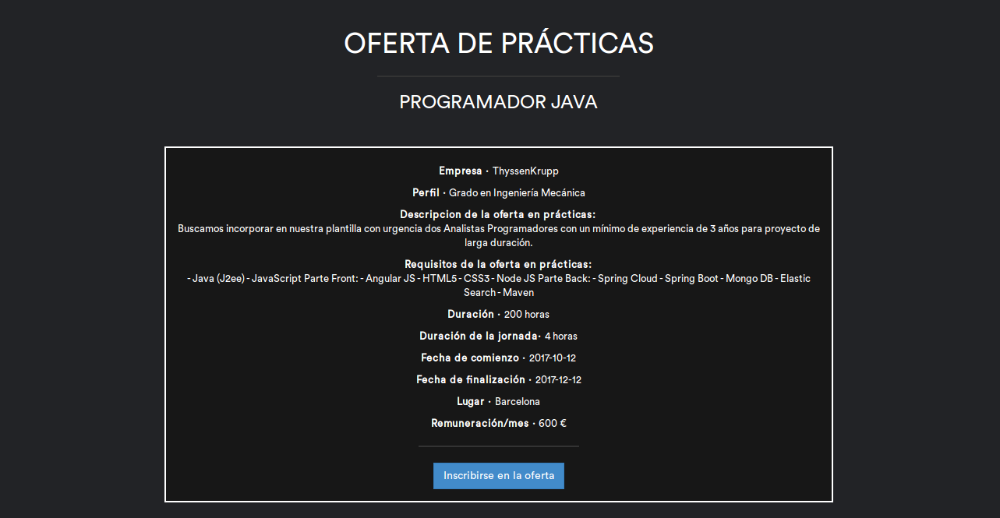 OFERTA DE PRÁCTICAS
PROGRAMADOR JAVA
Empresa · ThyssenKrupp
Perfil · Grado en Ingeniería Mecánica
Descripcion de la oferta en prácticas:
Buscamos incorporar en nuestra plantilla con urgencia dos Analistas Programadores con un mínimo de experiencia de 3 años para proyecto de
larga duración.
Requisitos de la oferta en prácticas:
- Java (J2ee) - JavaScript Parte Front: - Angular JS - HTML5 - CSS3 - Node JS Parte Back: - Spring Cloud - Spring Boot - Mongo DB - Elastic
Search - Maven
Duración · 200 horas
Duración de la jornada· 4 horas
Fecha de comienzo · 2017-10-12
Fecha de finalización · 2017-12-12
Lugar · Barcelona
Remuneración/mes · 600 €
Inscribirse en la oferta